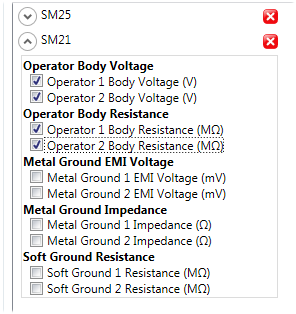 SM25
SM21
Operator Body Voltage
Operator 1 Body Voltage (V)
Operator 2 Body Voltage (V)
Operator Body Resistance
Operator 1 Body Resistance (MΩ)
Operator 2 Body Resistance (MΩ)
Metal Ground EMI Voltage
Metal Ground 1 EMI Voltage (mV)
Metal Ground 2 EMI Voltage (mV)
Metal Ground Impedance
Metal Ground 1 Impedance (Ω)
Metal Ground 2 Impedance (Ω)
Soft Ground Resistance
Soft Ground 1 Resistance (MΩ)
Soft Ground 2 Resistance (MΩ)